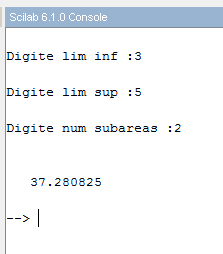 Scilab 6.1.0 Console
Digite lim inf :3
Digite lim sup :5
Digite num subareas :2
37.280825
-->